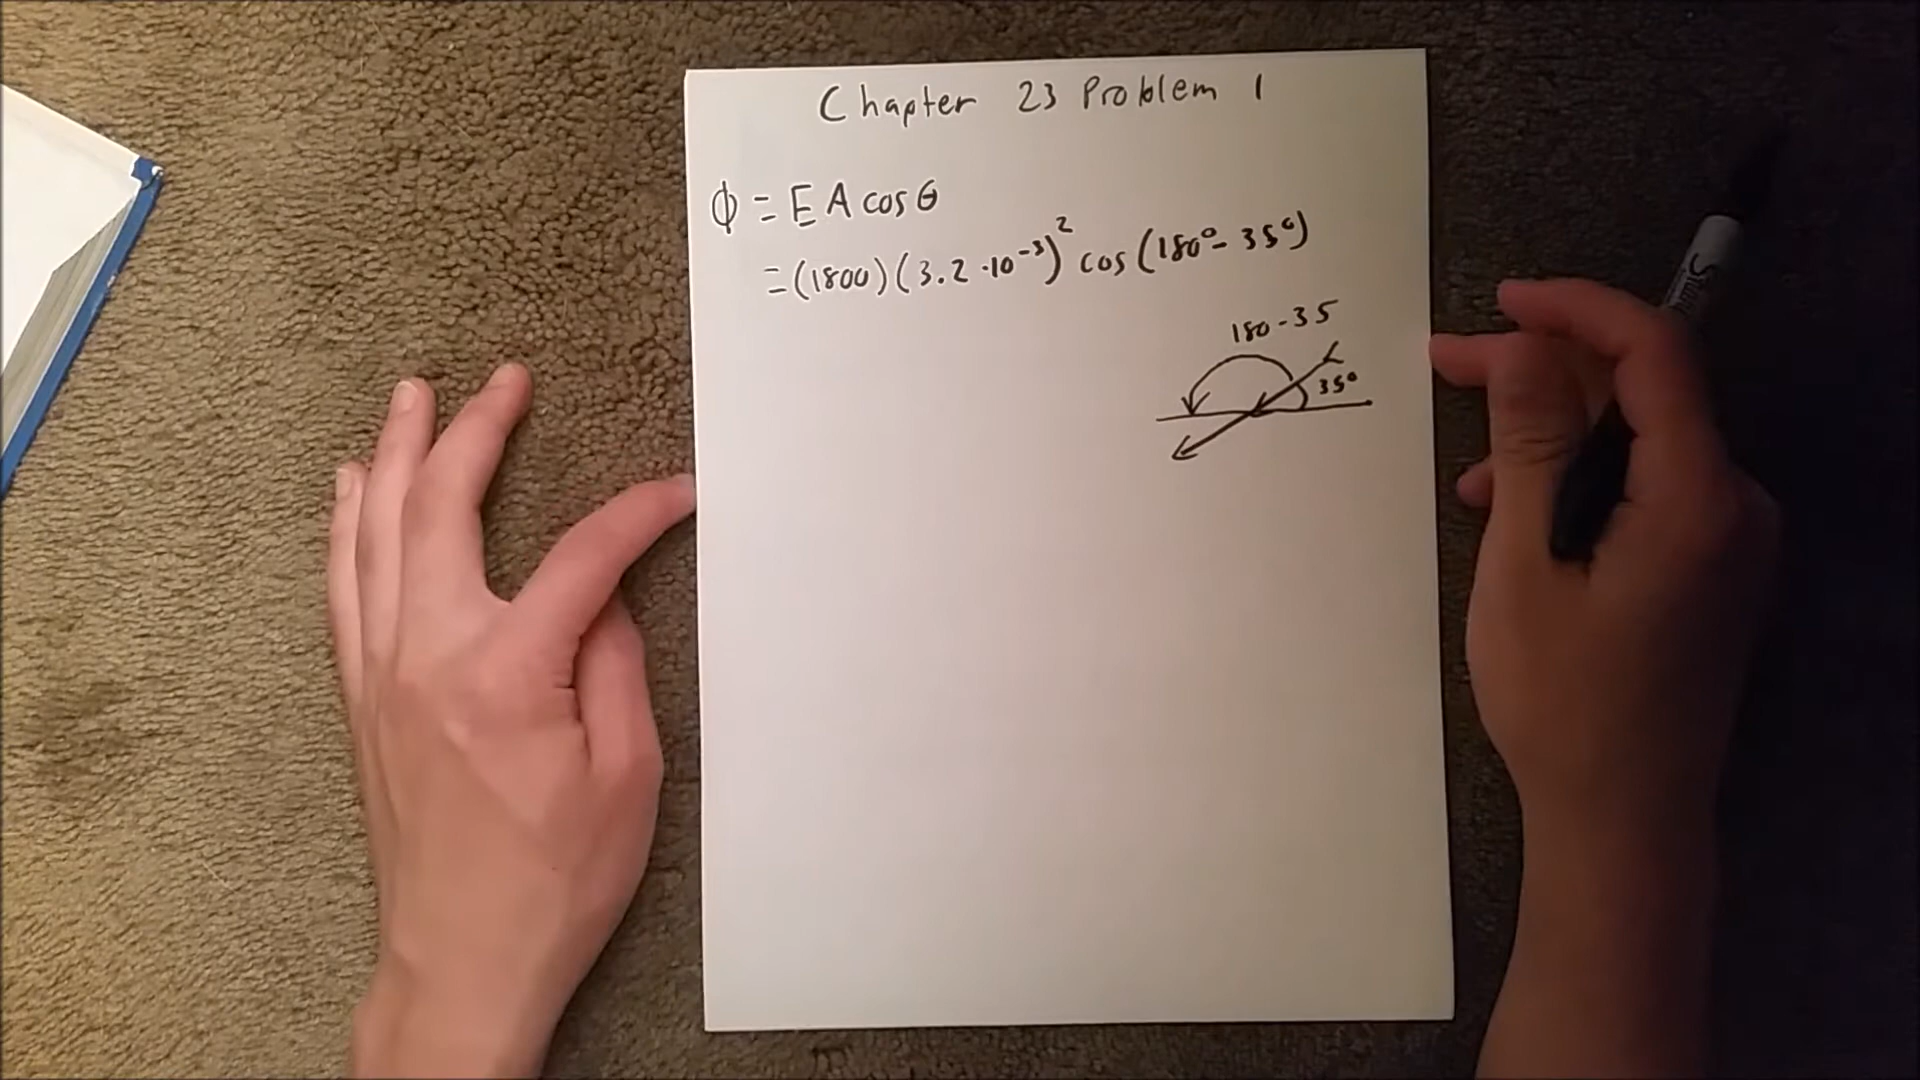 Chapter 23 Problem 1
ϕ = E A cos θ
= (1800)(3.2 · 10⁻³)² cos (180° - 35°)
180 - 35
35°